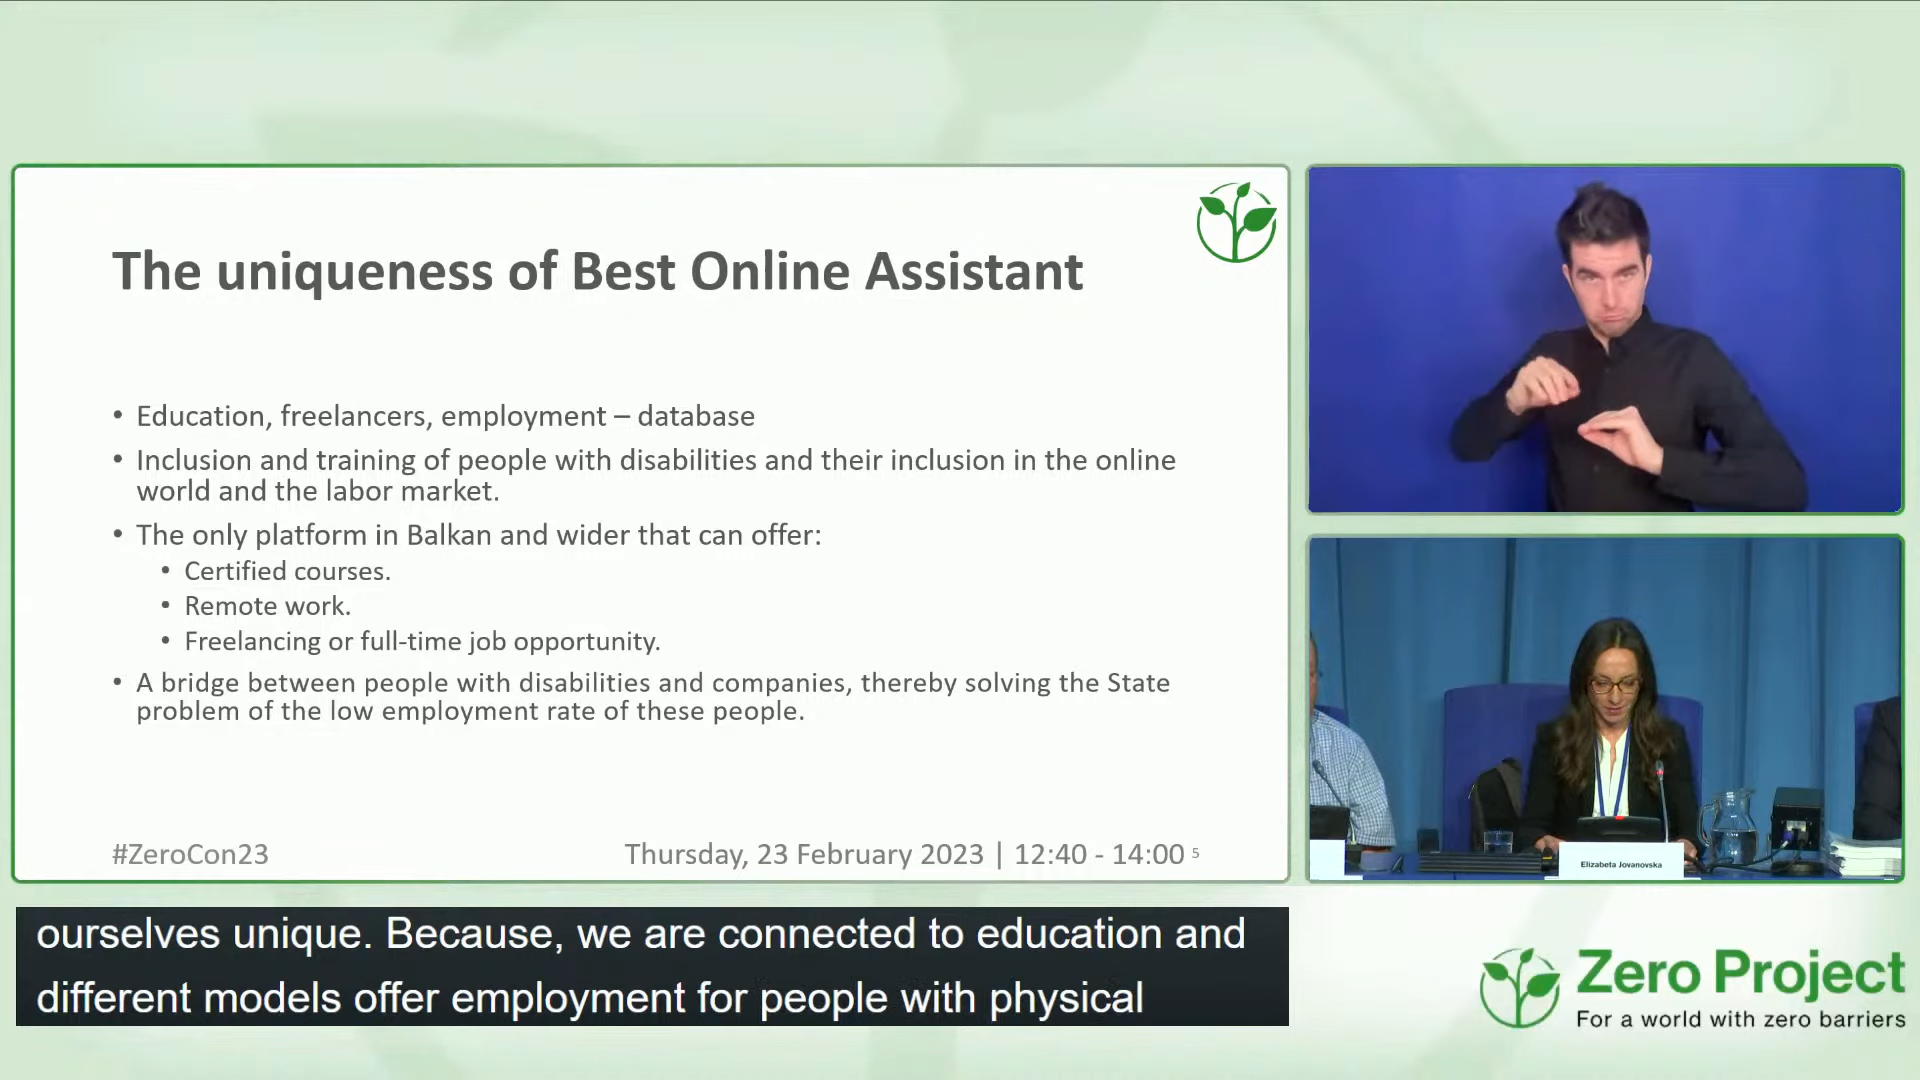 The uniqueness of Best Online Assistant
• Education, freelancers, employment – database
• Inclusion and training of people with disabilities and their inclusion in the online
world and the labor market.
• The only platform in Balkan and wider that can offer:
• Certified courses.
• Remote work.
• Freelancing or full-time job opportunity.
• A bridge between people with disabilities and companies, thereby solving the State
problem of the low employment rate of these people.
#ZeroCon23
Thursday, 23 February 2023 | 12:40 - 14:00 5
Elizabeta Jovanovska
ourselves unique. Because, we are connected to education and
different models offer employment for people with physical
Zero Project
For a world with zero barriers